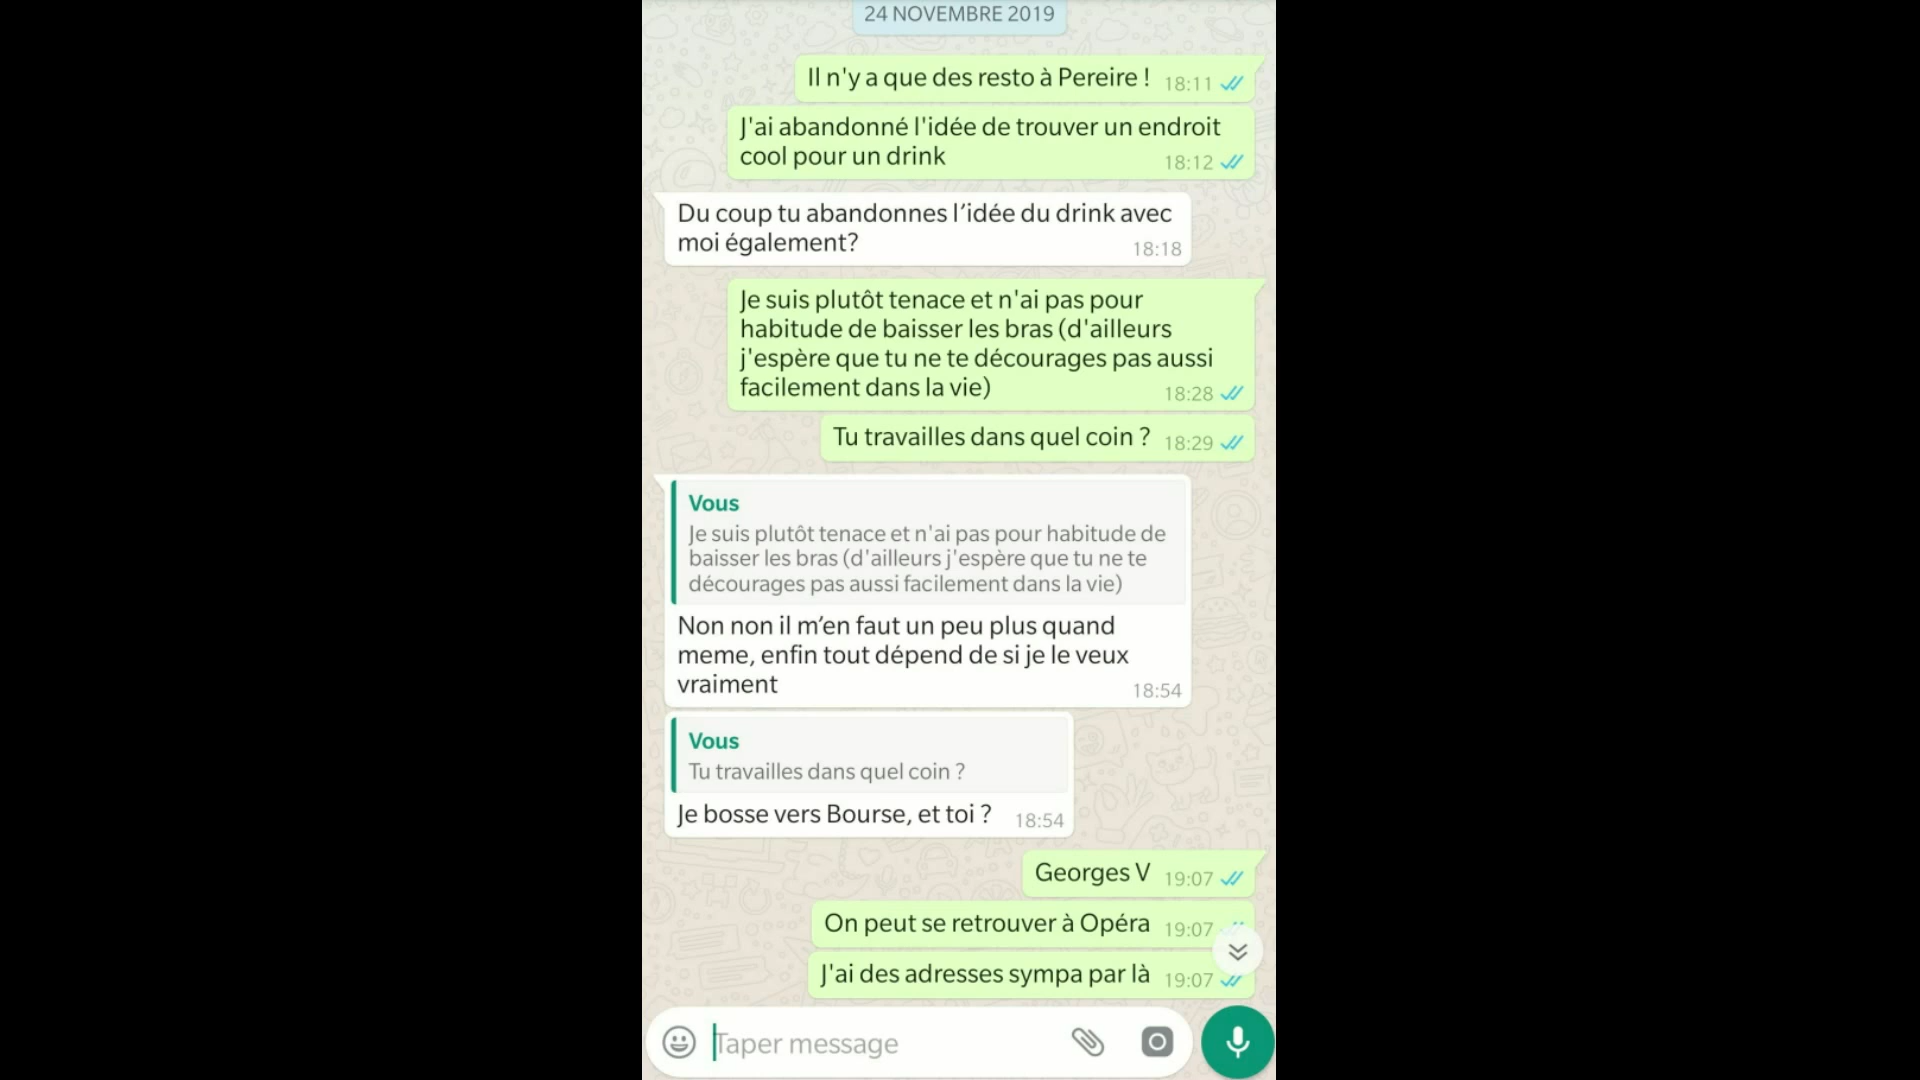 24 NOVEMBRE 2019
Il n'y a que des resto à Pereire ! 18:11
J'ai abandonné l'idée de trouver un endroit
cool pour un drink 18:12
Du coup tu abandonnes l’idée du drink avec
moi également? 18:18
Je suis plutôt tenace et n'ai pas pour
habitude de baisser les bras (d'ailleurs
j'espère que tu ne te décourages pas aussi
facilement dans la vie) 18:28
Tu travailles dans quel coin ? 18:29
Vous
Je suis plutôt tenace et n'ai pas pour habitude de
baisser les bras (d'ailleurs j'espère que tu ne te
décourages pas aussi facilement dans la vie)
Non non il m’en faut un peu plus quand
meme, enfin tout dépend de si je le veux
vraiment 18:54
Vous
Tu travailles dans quel coin ?
Je bosse vers Bourse, et toi ? 18:54
Georges V 19:07
On peut se retrouver à Opéra 19:07
J'ai des adresses sympa par là 19:07
Taper message